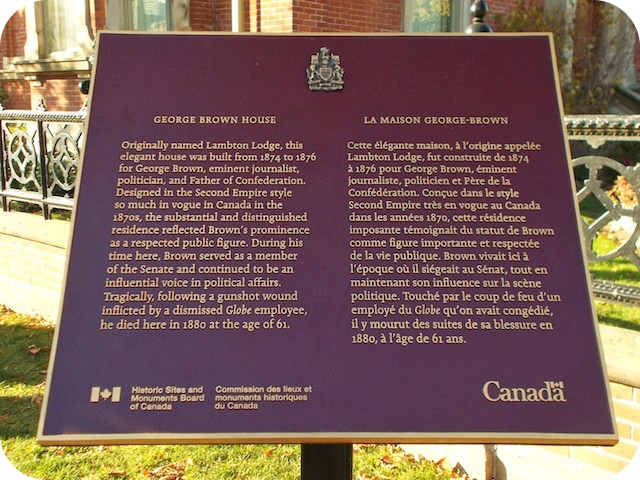 GEORGE BROWN HOUSE
Originally named Lambton Lodge, this
elegant house was built from 1874 to 1876
for George Brown, eminent journalist,
politician, and Father of Confederation.
Designed in the Second Empire style
so much in vogue in Canada in the
1870s, the substantial and distinguished
residence reflected Brown's prominence
as a respected public figure. During his
time here, Brown served as a member
of the Senate and continued to be an
influential voice in political affairs.
Tragically, following a gunshot wound
inflicted by a dismissed Globe employee,
he died here in 1880 at the age of 61.
LA MAISON GEORGE-BROWN
Cette élégante maison, à l'origine appelée
Lambton Lodge, fut construite de 1874
à 1876 pour George Brown, éminent
journaliste, politicien et Père de la
Confédération. Conçue dans le style
Second Empire très en vogue au Canada
dans les années 1870, cette résidence
imposante témoignait du statut de Brown
comme figure importante et respectée
de la vie publique. Brown vivait ici à
l'époque où il siégeait au Sénat, tout en
maintenant son influence sur la scène
politique. Touché par le coup de feu d'un
employé du Globe qu'on avait congédié,
il y mourut des suites de sa blessure en
1880, à l'âge de 61 ans.
Historic Sites and
Monuments Board
of Canada
Commission des lieux et
monuments historiques
du Canada
Canada